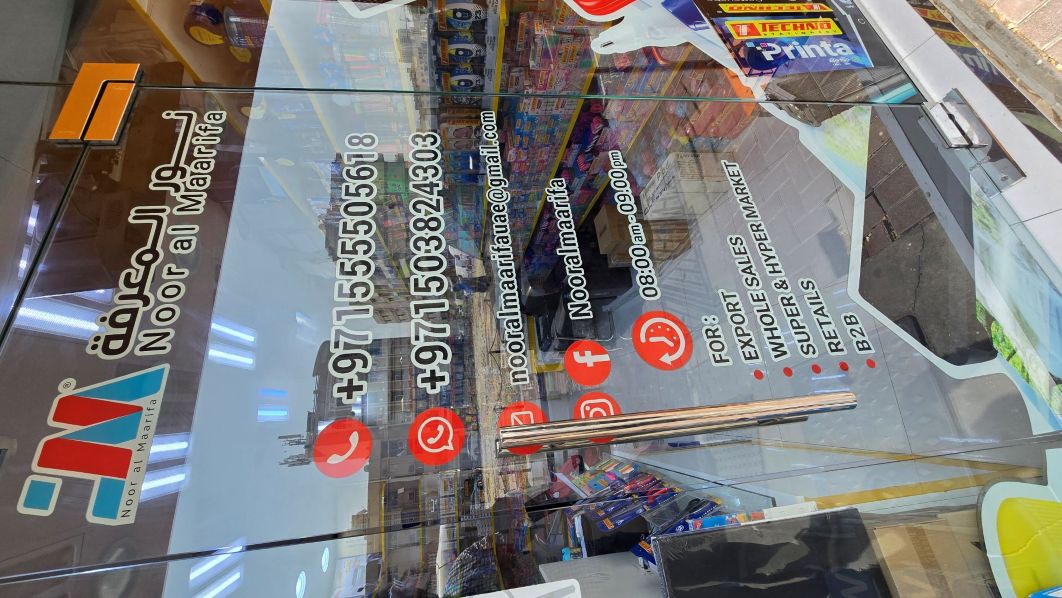 Noor al Maarifa
®
نور المعرفة
Noor al Maarifa
+971555505618
+971503824303
nooralmaarifauae@gmail.com
Nooralmaarifa
08:00 am - 09.00 pm
FOR :
EXPORT
WHOLE SALES
SUPER & HYPER MARKET
RETAILS
B2B
Printa
TECHNO
TECHNO